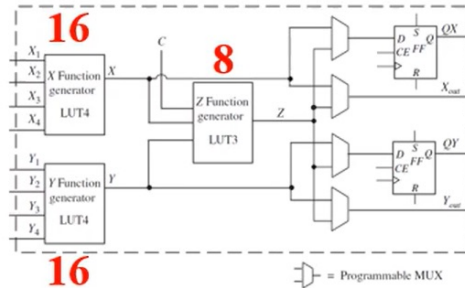 16
X1
X2
X3
X4
X Function
generator
LUT4
X
C
8
Z Function
generator
LUT3
Z
Y1
Y2
Y3
Y4
Y Function
generator
LUT4
Y
16
S
D Q
CE FF
R
QX
Xout
S
D Q
CE FF
R
QY
Yout
= Programmable MUX